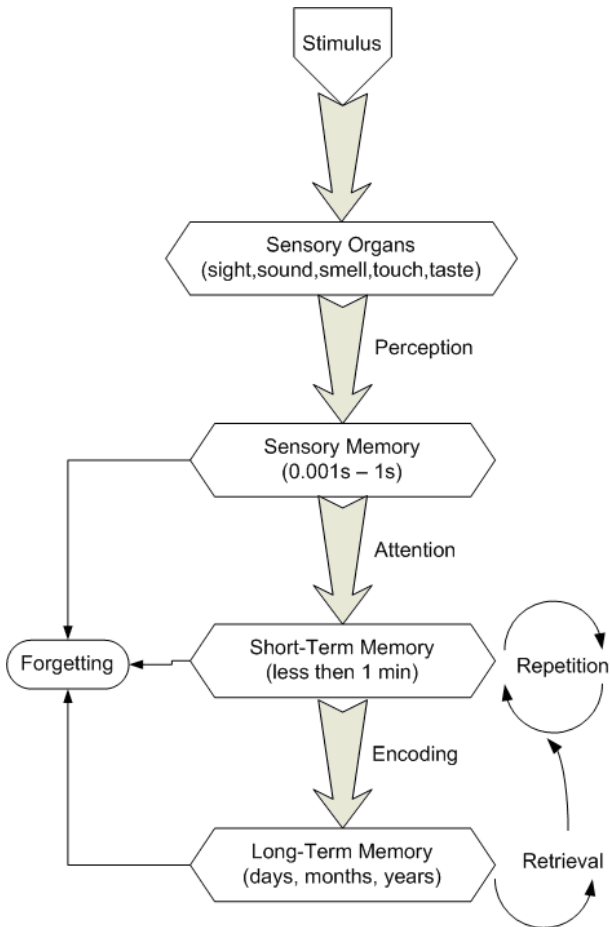 Stimulus
Sensory Organs
(sight,sound,smell,touch,taste)
Perception
Sensory Memory
(0.001s – 1s)
Attention
Forgetting
Short-Term Memory
(less then 1 min)
Repetition
Encoding
Long-Term Memory
(days, months, years)
Retrieval